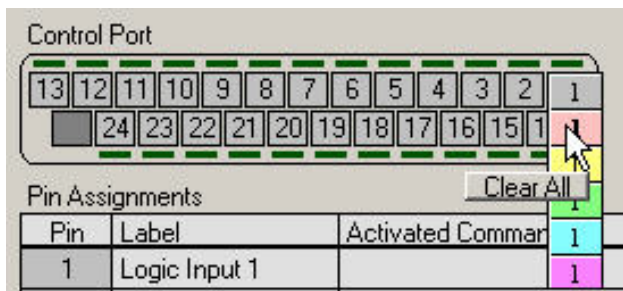 Control Port
13 12 11 10 9 8 7 6 5 4 3 2 1
1
24 23 22 21 20 19 18 17 16 15 1
Clear All
1
Pin Assignments
Pin Label Activated Comman 1
1 Logic Input 1 1